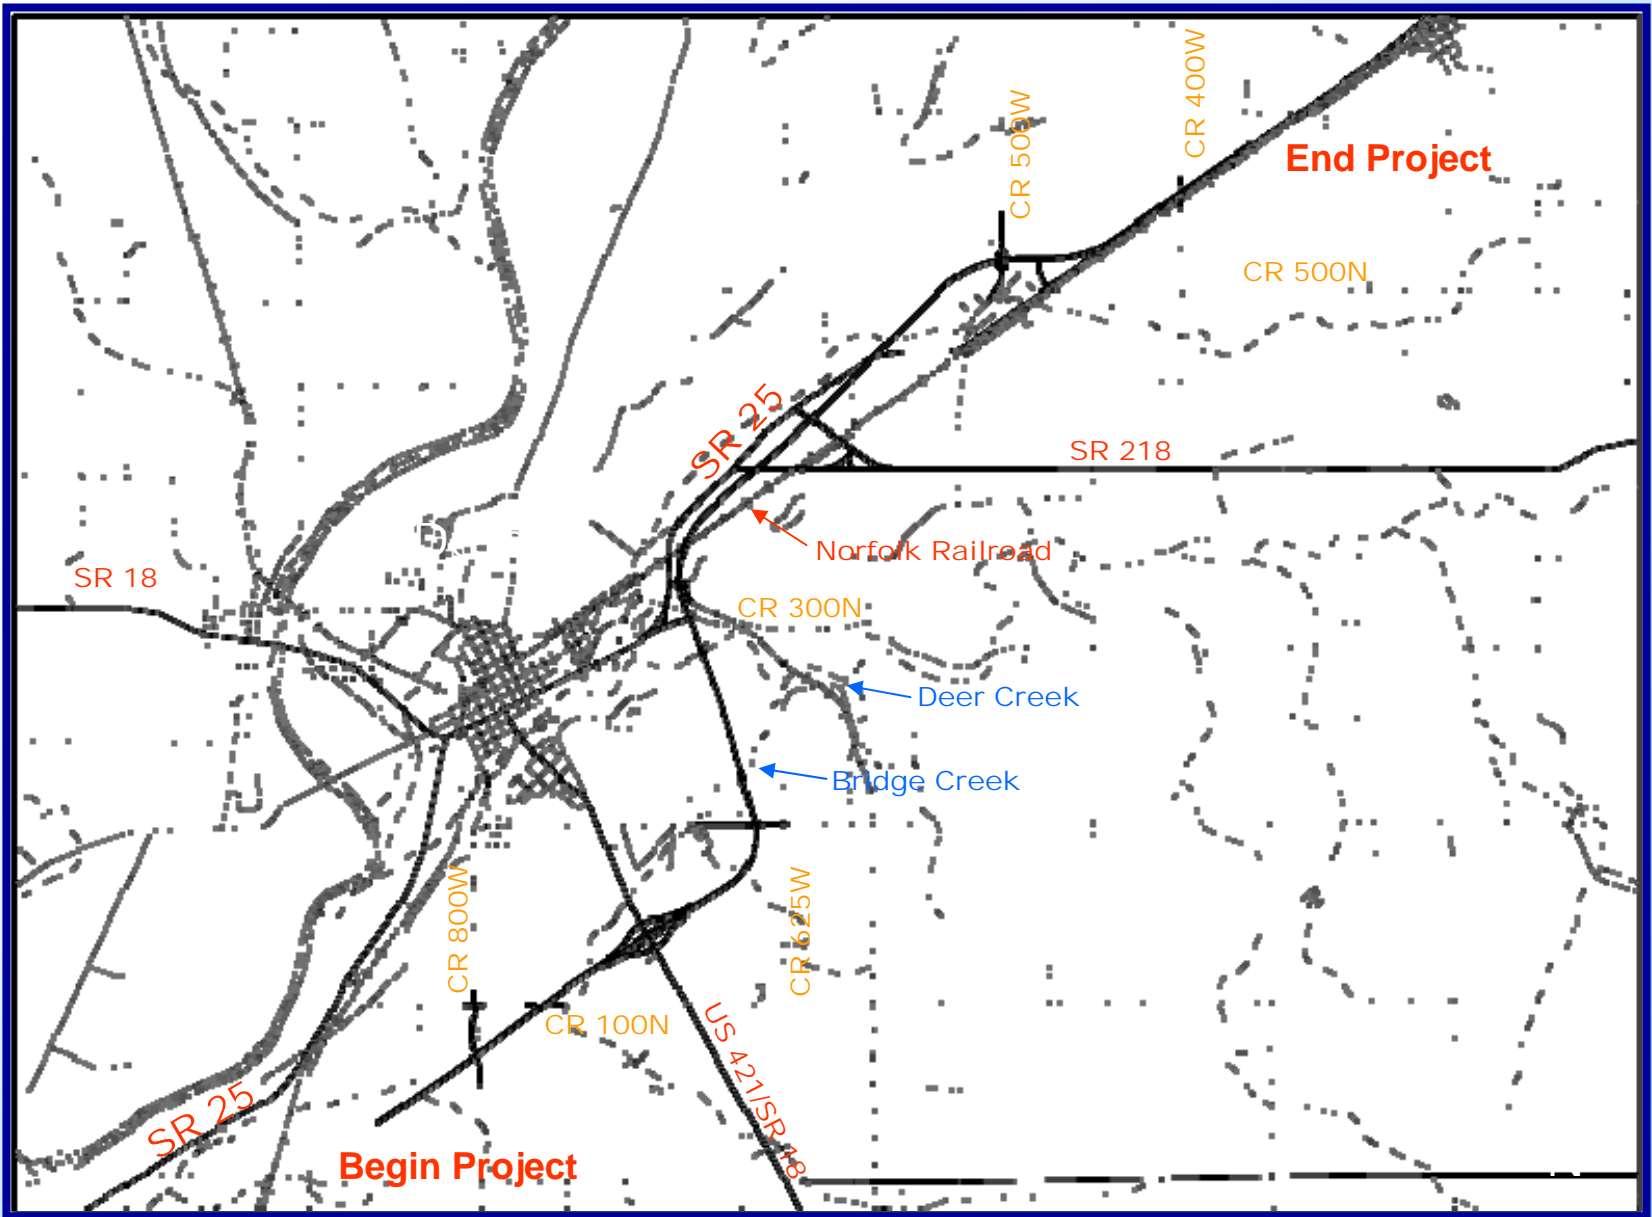 CR 400W
CR 500W
End Project
CR 500N
SR 25
SR 218
Norfolk Railroad
SR 18
CR 300N
Deer Creek
Bridge Creek
CR 800W
CR 625W
CR 100N
US 421/SR 18
SR 25
Begin Project